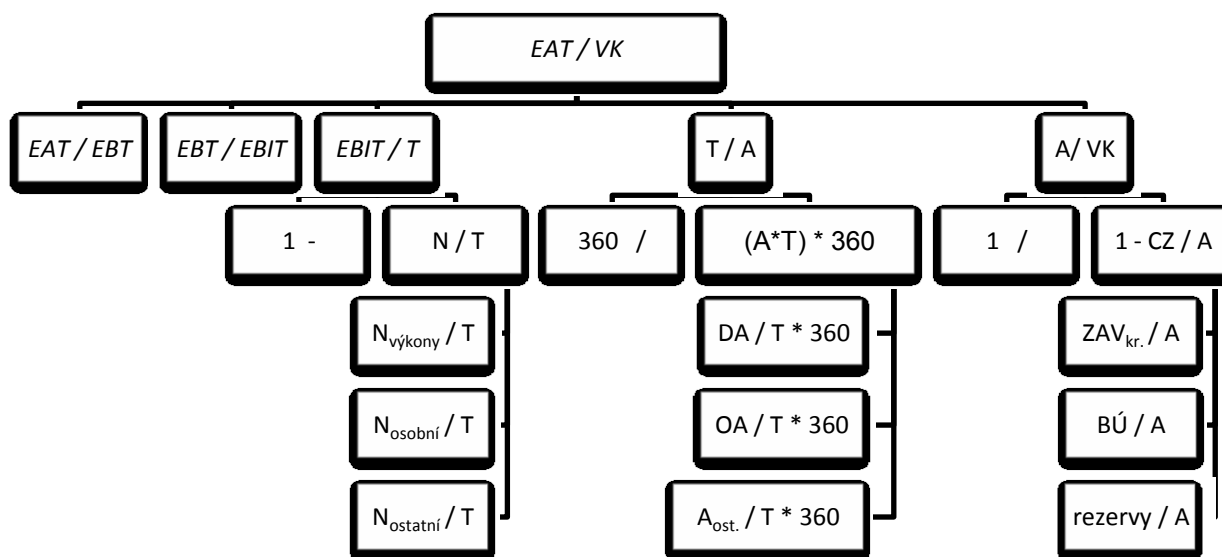 EAT / VK
EAT / EBT
EBT / EBIT
EBIT / T
T / A
A/ VK
1 -
N / T
360 /
(A*T) * 360
1 /
1 - CZ / A
Nvýkony / T
DA / T * 360
ZAVkr. / A
Nosobní / T
OA / T * 360
BÚ / A
Nostatní / T
Aost. / T * 360
rezervy / A